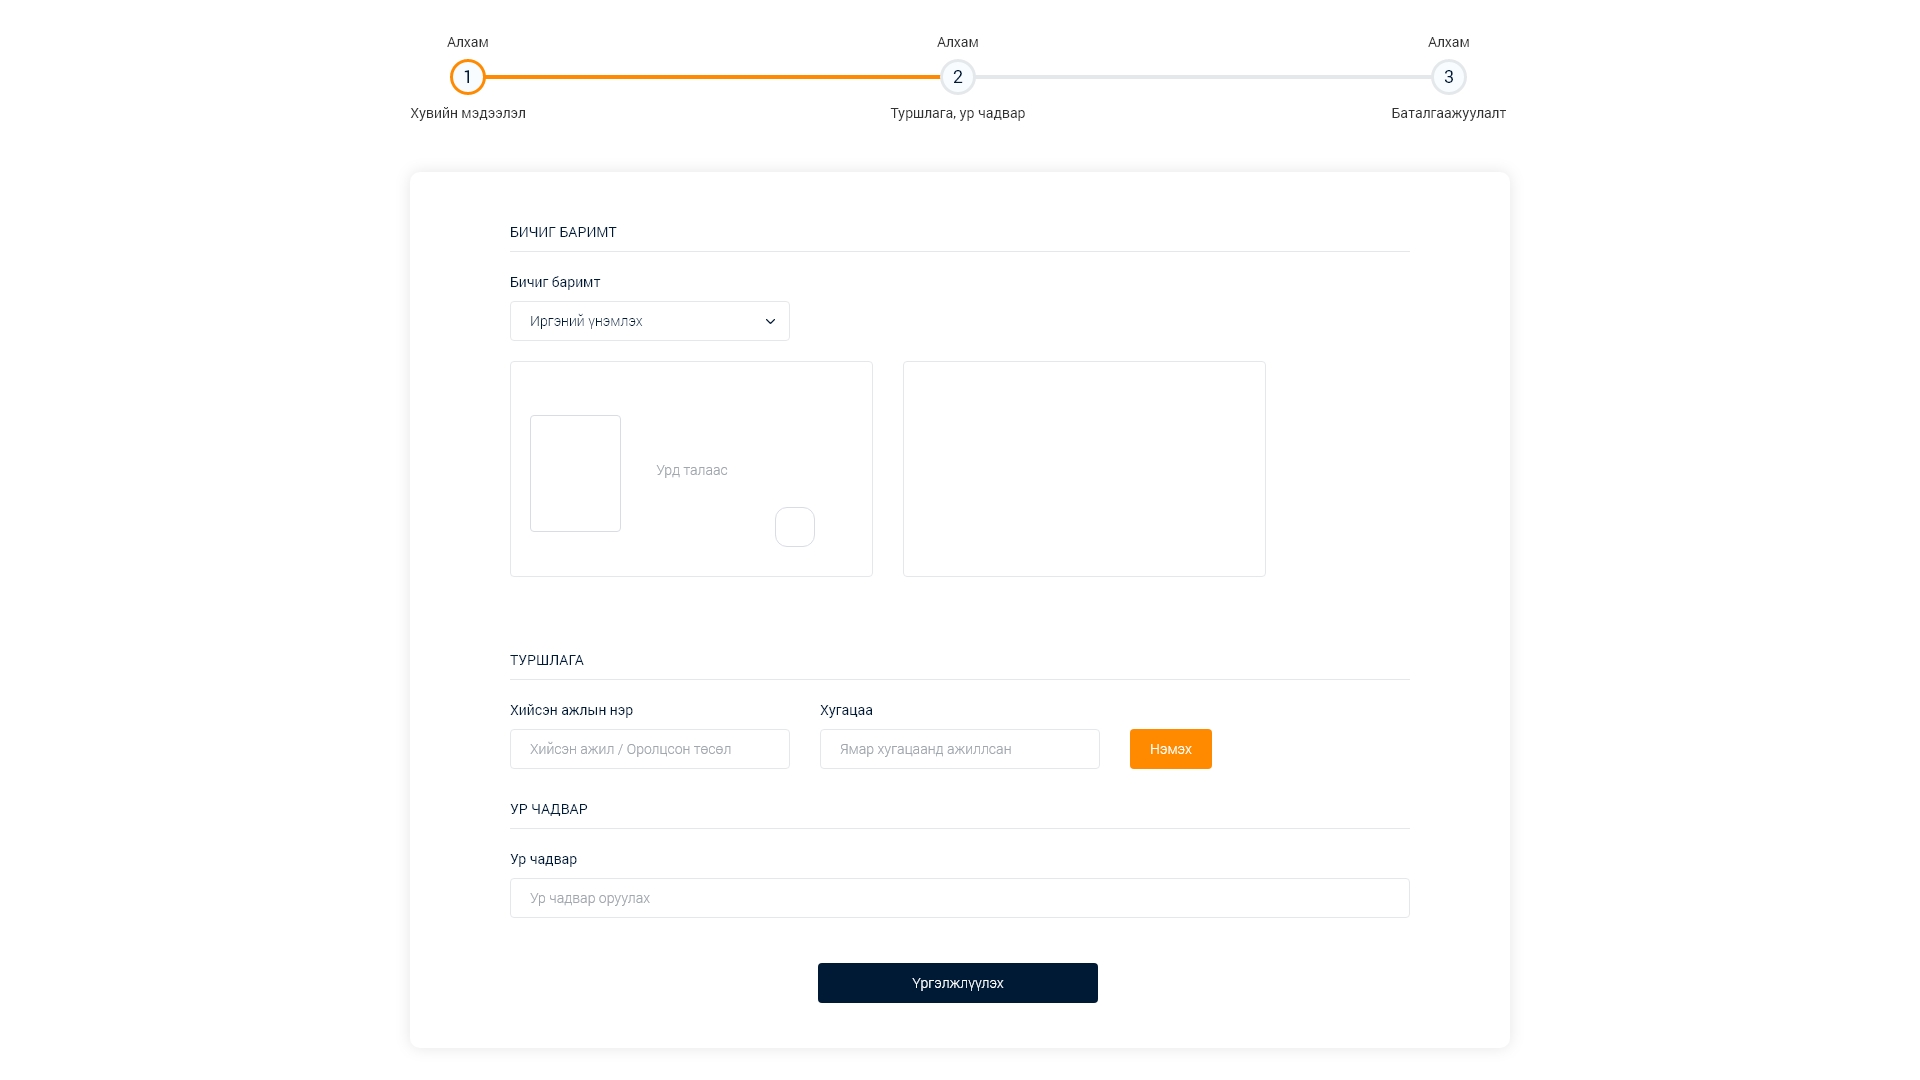 Алхам
Алхам
Алхам
1
2
3
Хувийн мэдээлэл
Туршлага, ур чадвар
Баталгаажуулалт
БИЧИГ БАРИМТ
Бичиг баримт
Иргэний үнэмлэх
Урд талаас
ТУРШЛАГА
Хийсэн ажлын нэр
Хугацаа
Хийсэн ажил / Оролцсон төсөл
Ямар хугацаанд ажиллсан
Нэмэх
УР ЧАДВАР
Ур чадвар
Ур чадвар оруулах
Үргэлжлүүлэх